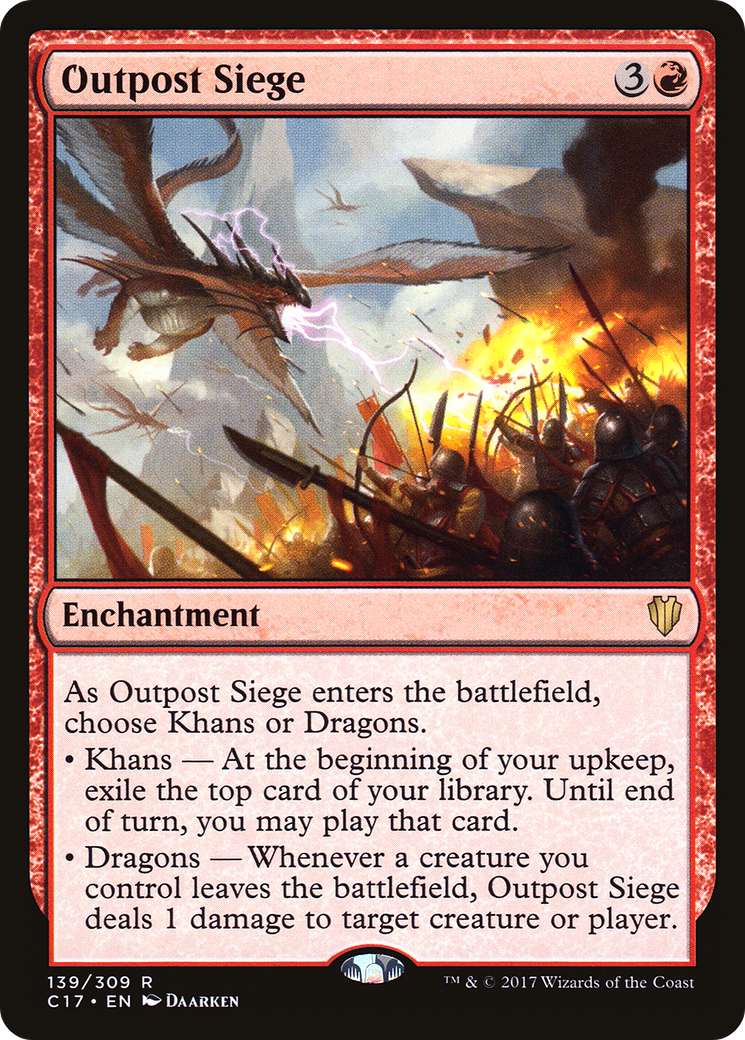 Outpost Siege 3
Enchantment
As Outpost Siege enters the battlefield,
choose Khans or Dragons.
• Khans — At the beginning of your upkeep,
exile the top card of your library. Until end
of turn, you may play that card.
• Dragons — Whenever a creature you
control leaves the battlefield, Outpost Siege
deals 1 damage to target creature or player.
139/309 R
C17 • EN DAARKEN
™ & © 2017 Wizards of the Coast